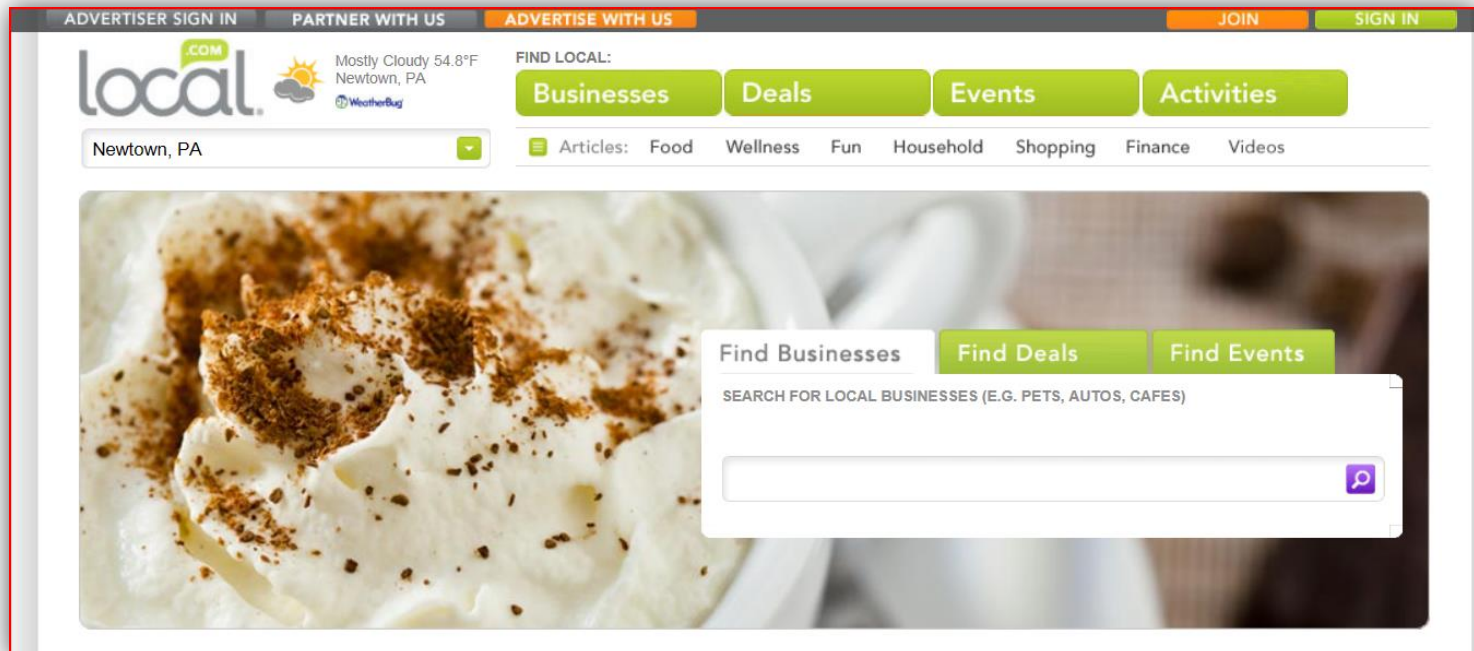 ADVERTISER SIGN IN PARTNER WITH US ADVERTISE WITH US JOIN SIGN IN
local .COM
Mostly Cloudy 54.8°F
Newtown, PA
WeatherBug
FIND LOCAL:
Businesses Deals Events Activities
Newtown, PA
Articles: Food Wellness Fun Household Shopping Finance Videos
Find Businesses Find Deals Find Events
SEARCH FOR LOCAL BUSINESSES (E.G. PETS, AUTOS, CAFES)